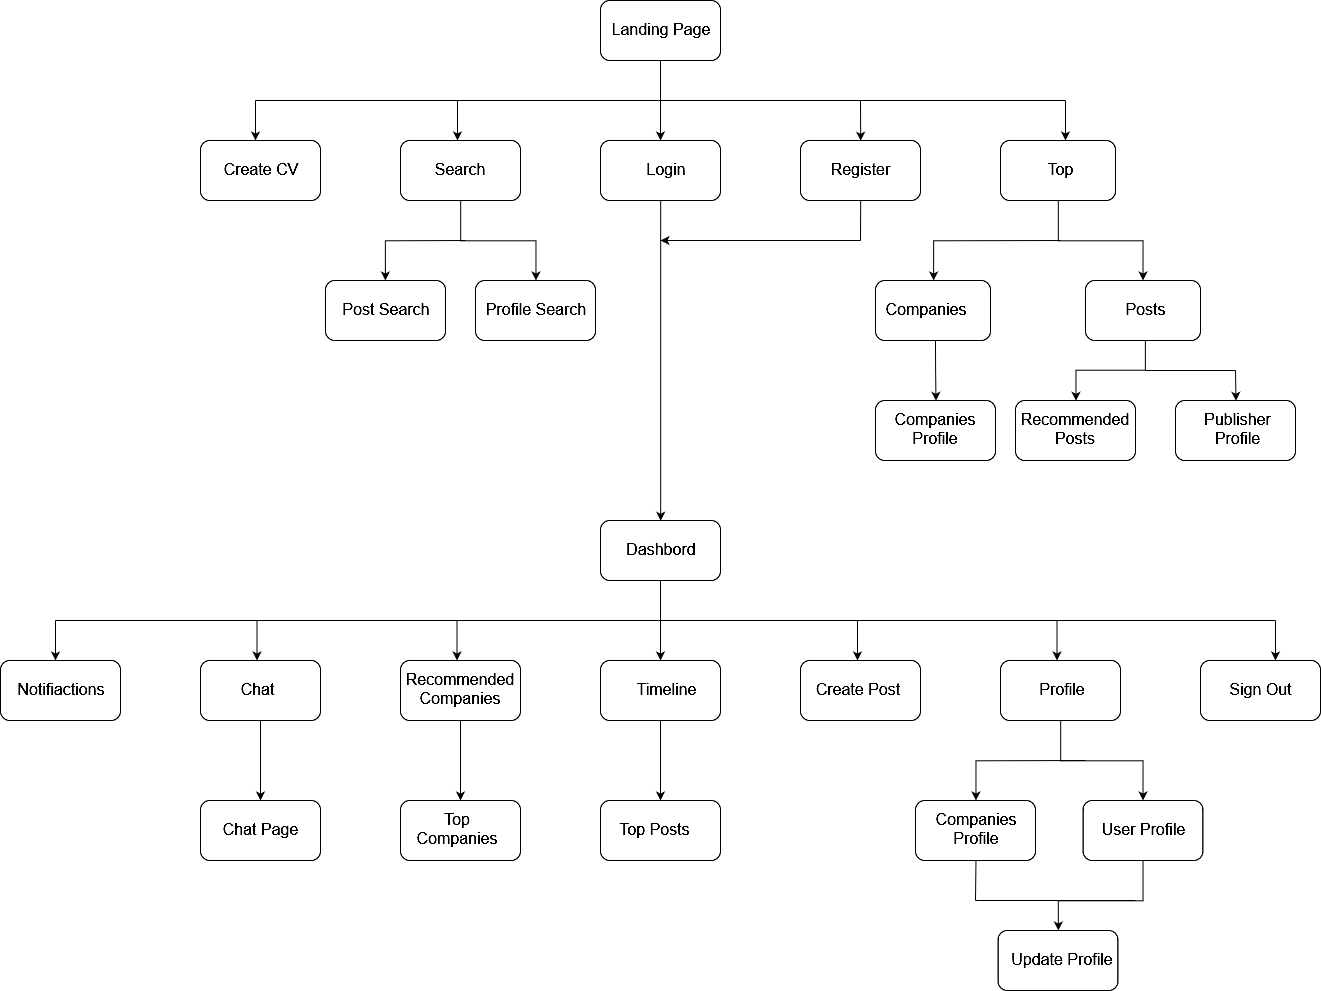 Landing Page
Create CV
Search
Login
Register
Top
Post Search
Profile Search
Companies
Posts
Companies
Profile
Recommended
Posts
Publisher
Profile
Dashbord
Notifiactions
Chat
Recommended
Companies
Timeline
Create Post
Profile
Sign Out
Chat Page
Top
Companies
Top Posts
Companies
Profile
User Profile
Update Profile